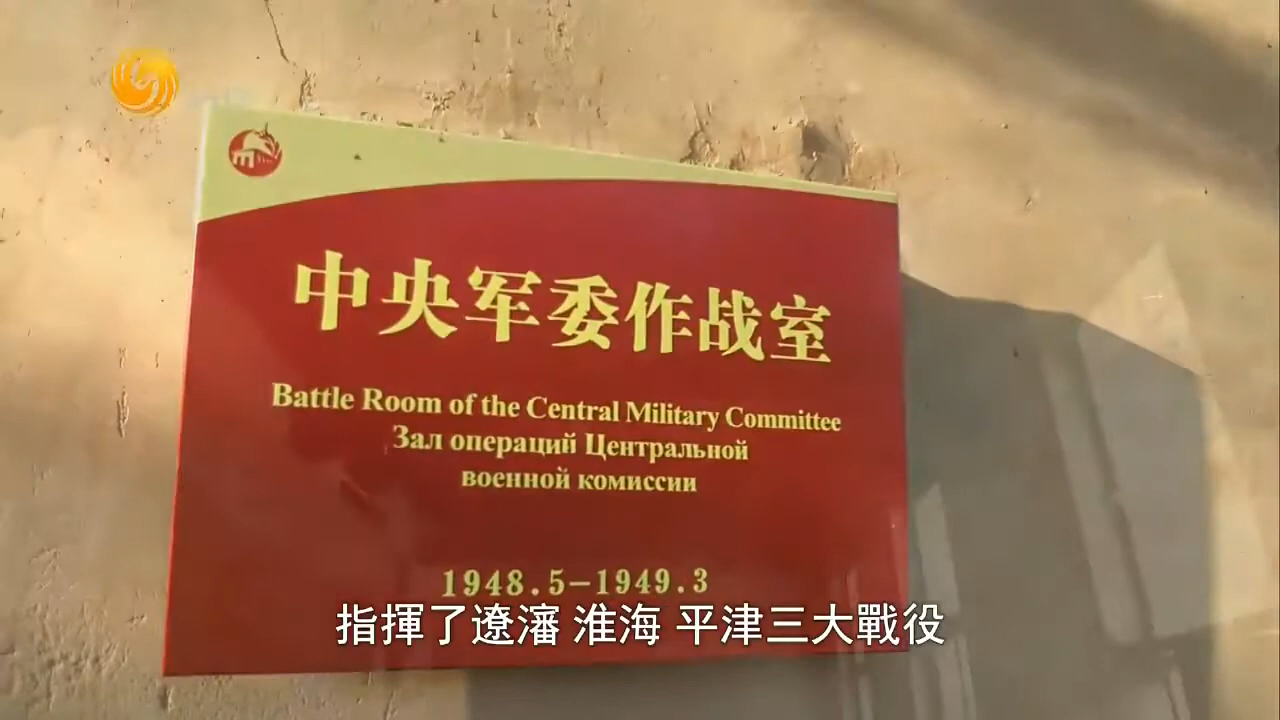 中央军委作战室
Battle Room of the Central Military Committee
Зал операций Центральной
военной комиссии
1948.5-1949.3
指揮了遼瀋 淮海 平津三大戰役